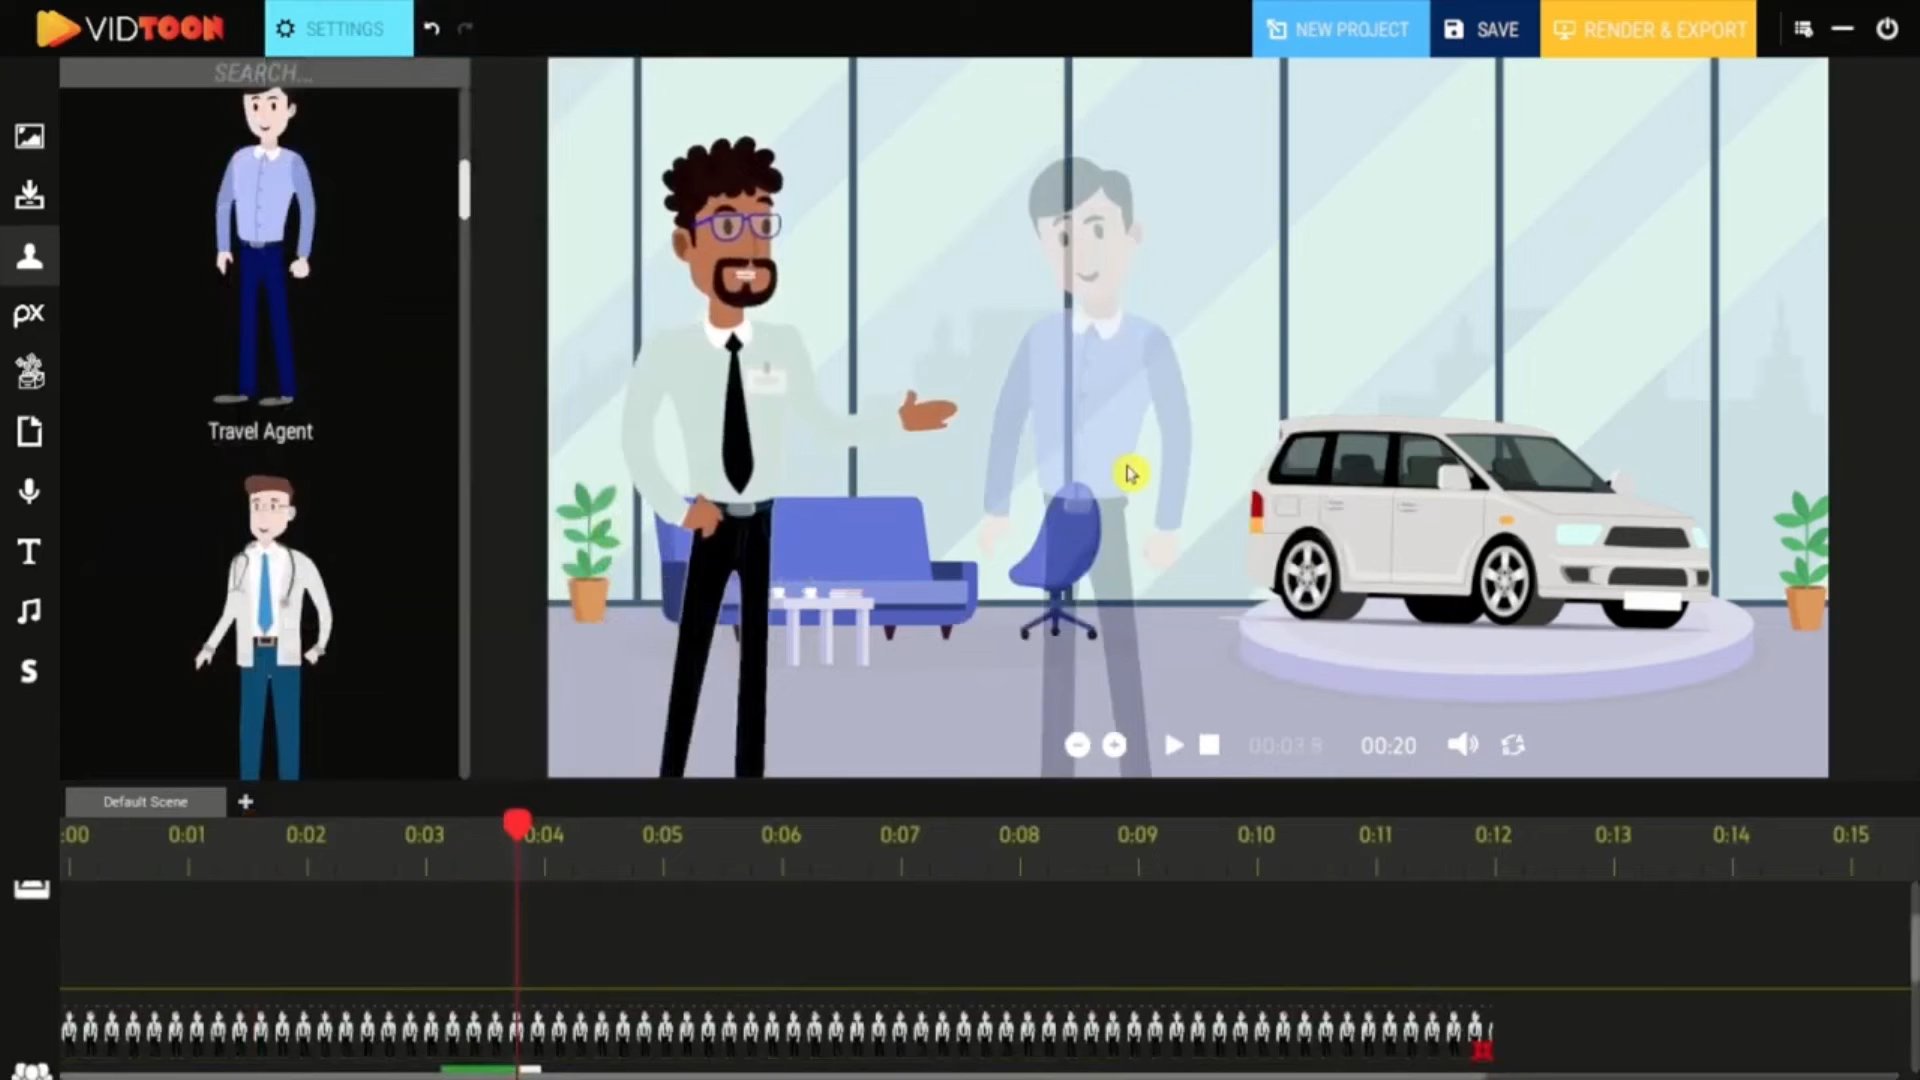 VIDTOON
SETTINGS
NEW PROJECT
SAVE
RENDER & EXPORT
SEARCH...
px
T
S
Travel Agent
00:03.8
00:20
Default Scene
+
:00 0:01 0:02 0:03 0:04 0:05 0:06 0:07 0:08 0:09 0:10 0:11 0:12 0:13 0:14 0:15